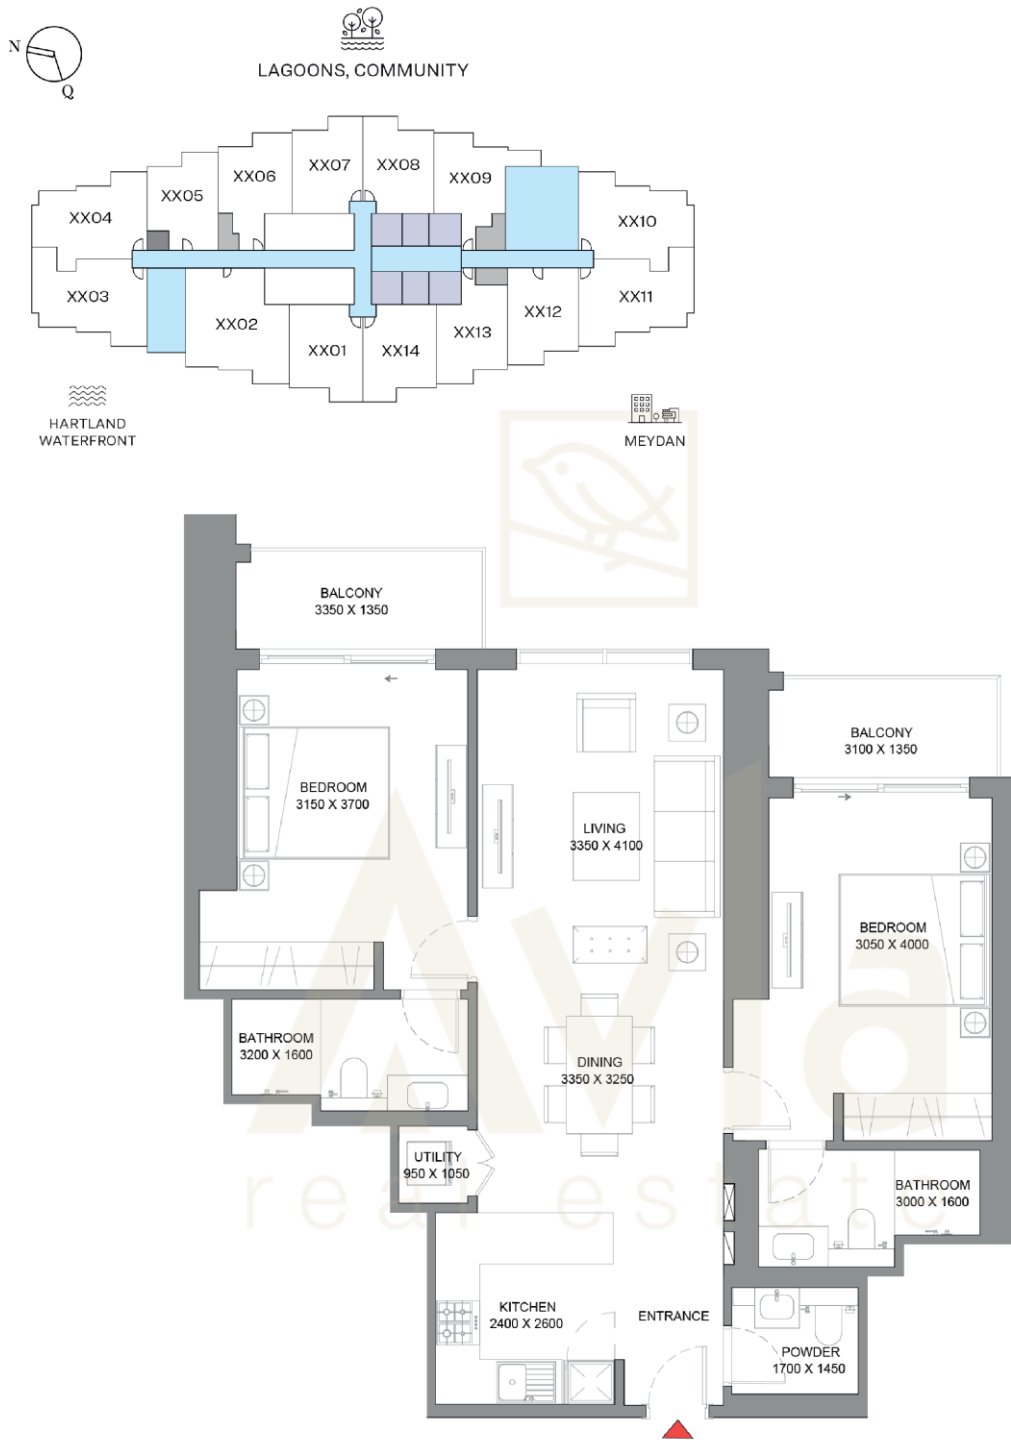 N
Q
LAGOONS, COMMUNITY
XX07
XX08
XX06
XX09
XX05
XX04
XX10
XX03
XX11
XX02
XX12
XX13
XX01
XX14
HARTLAND
WATERFRONT
MEYDAN
BALCONY
3350 X 1350
BALCONY
3100 X 1350
BEDROOM
3150 X 3700
LIVING
3350 X 4100
BEDROOM
3050 X 4000
BATHROOM
3200 X 1600
DINING
3350 X 3250
UTILITY
950 X 1050
BATHROOM
3000 X 1600
KITCHEN
2400 X 2600
ENTRANCE
POWDER
1700 X 1450
Avia
real estate